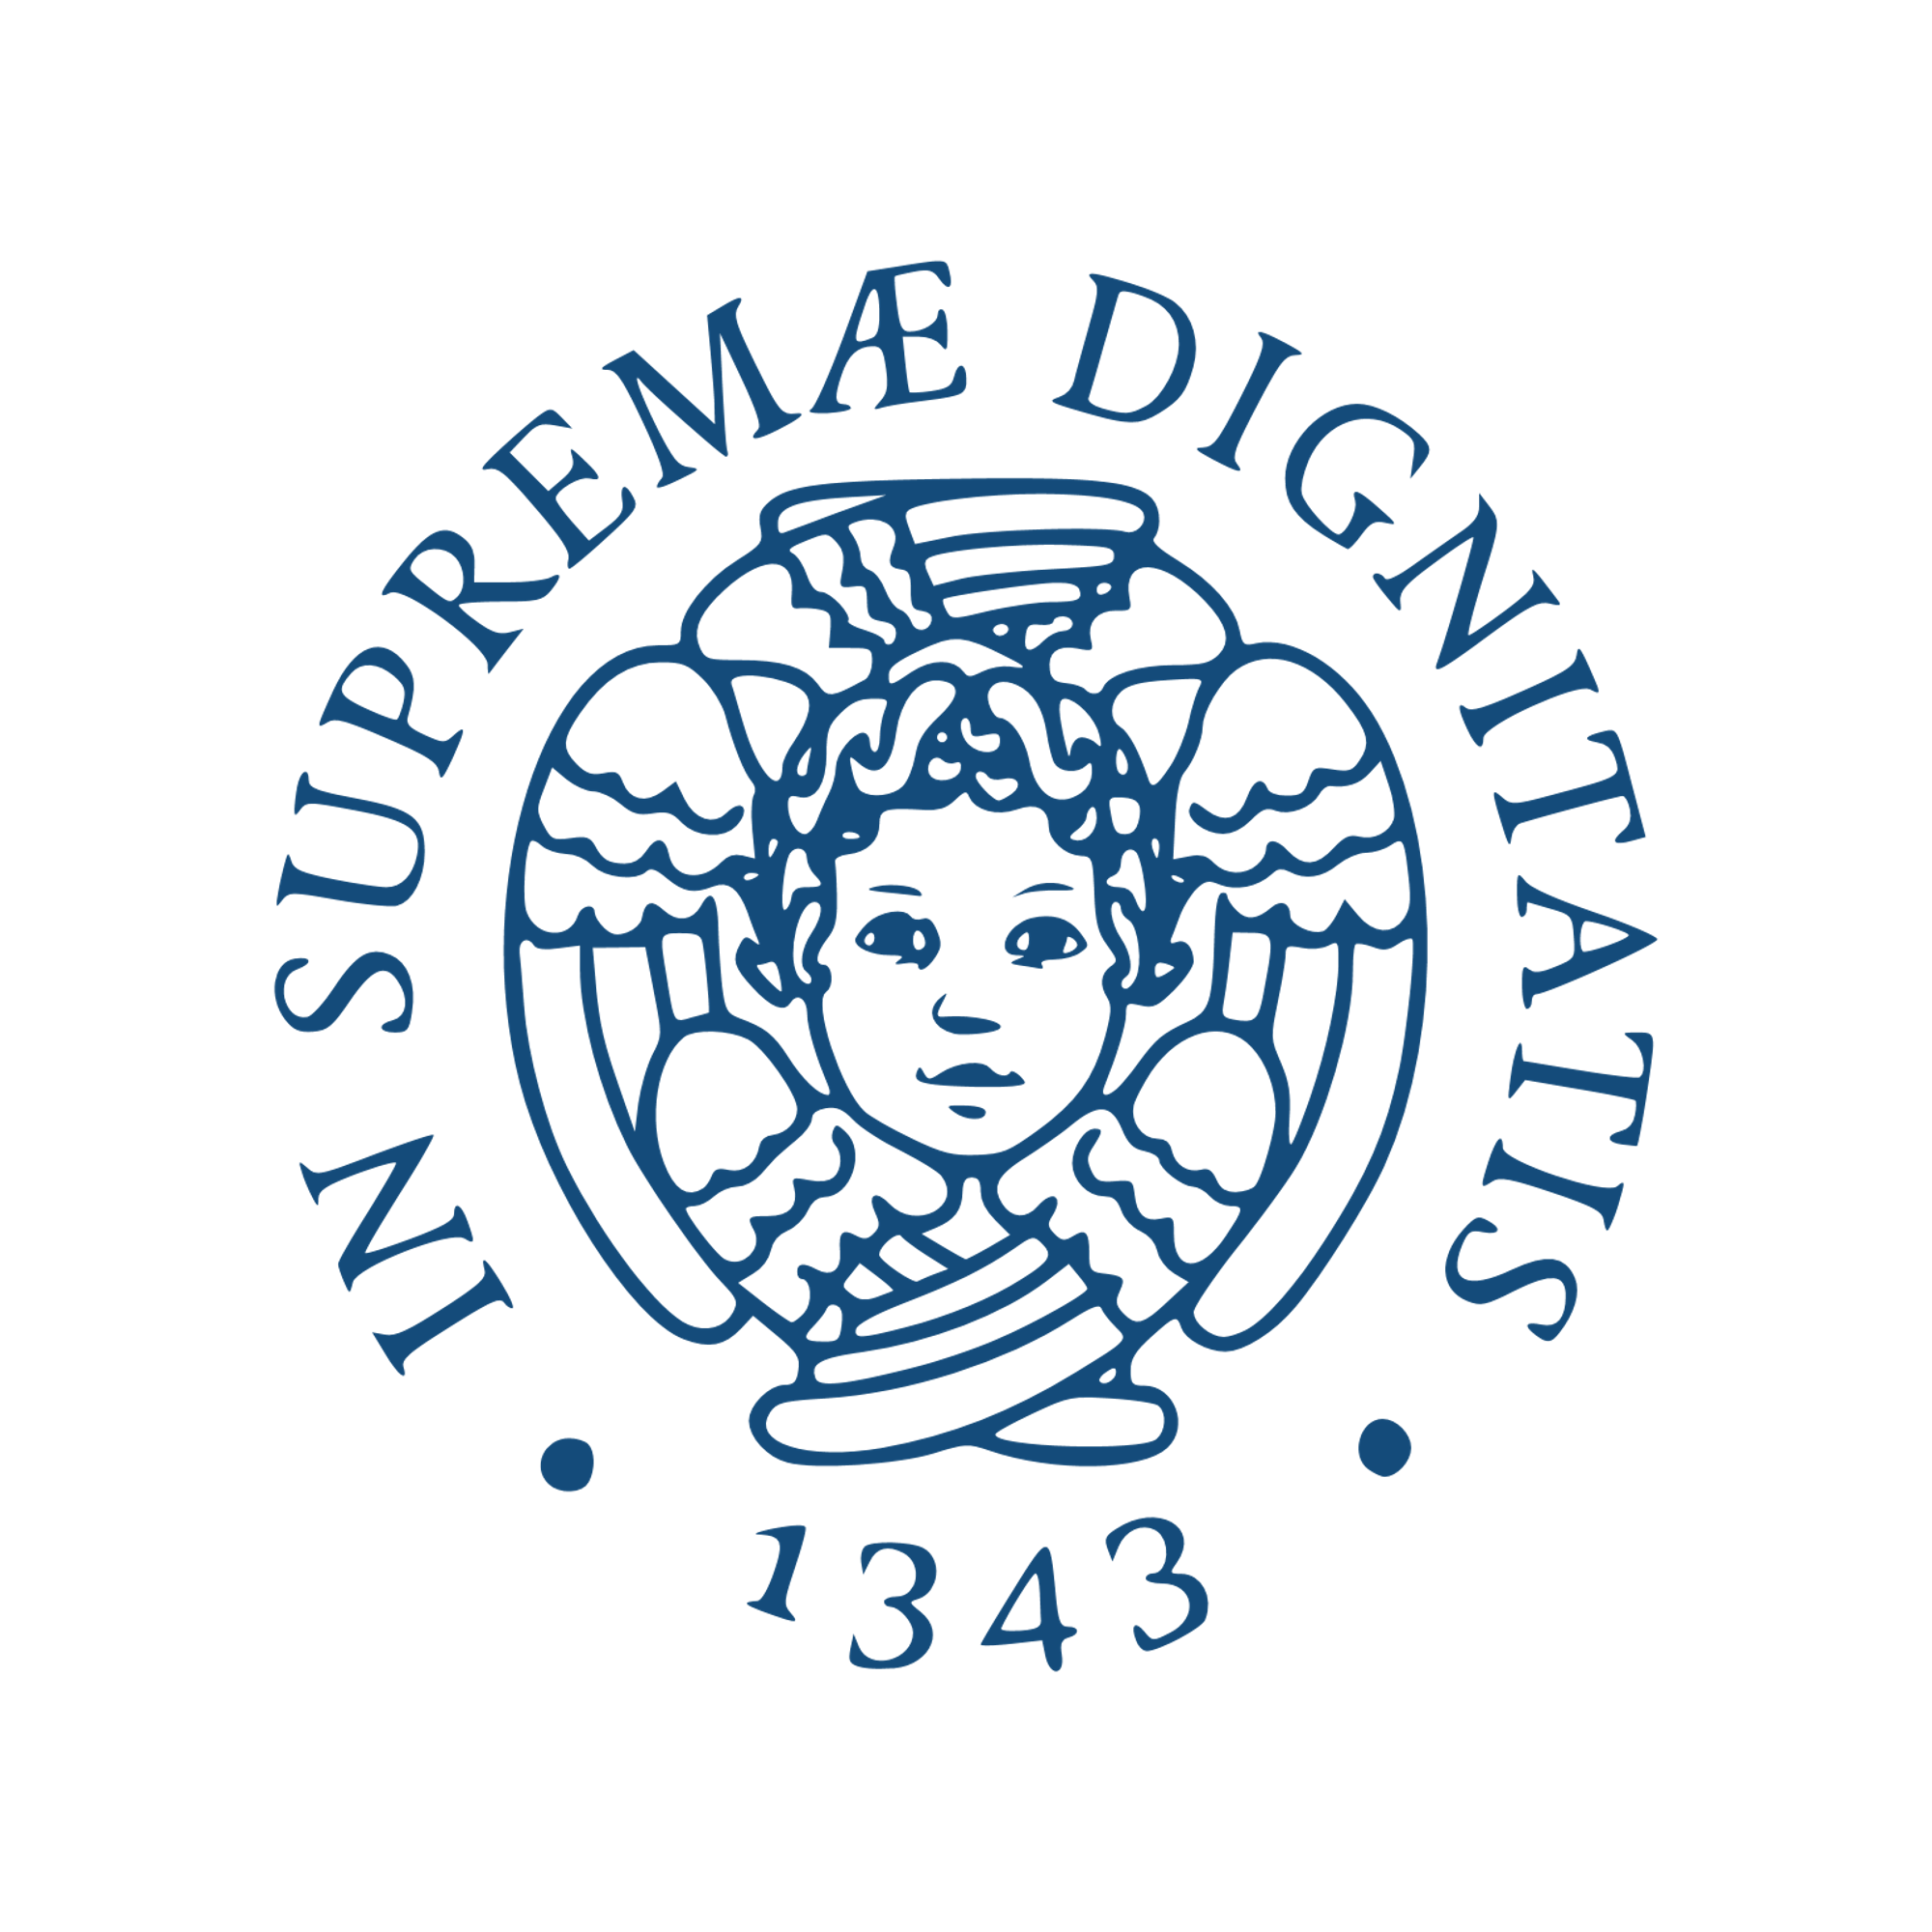 IN SUPREMÆ DIGNITATIS
1343